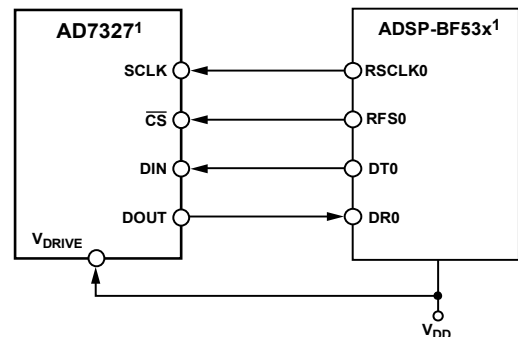 AD7327¹ ADSP-BF53x¹
SCLK RSCLK0
CS RFS0
DIN DT0
DOUT DR0
VDRIVE
VDD